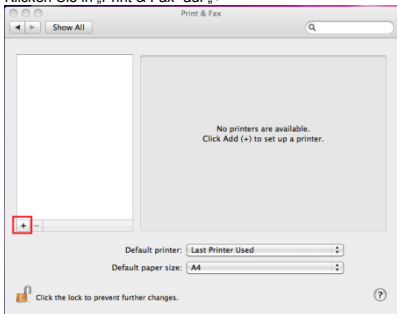 Klicken Sie in „Print & Fax“ auf „+“
Print & Fax
Show All
No printers are available.
Click Add (+) to set up a printer.
+ -
Default printer: Last Printer Used
Default paper size: A4
Click the lock to prevent further changes.
?